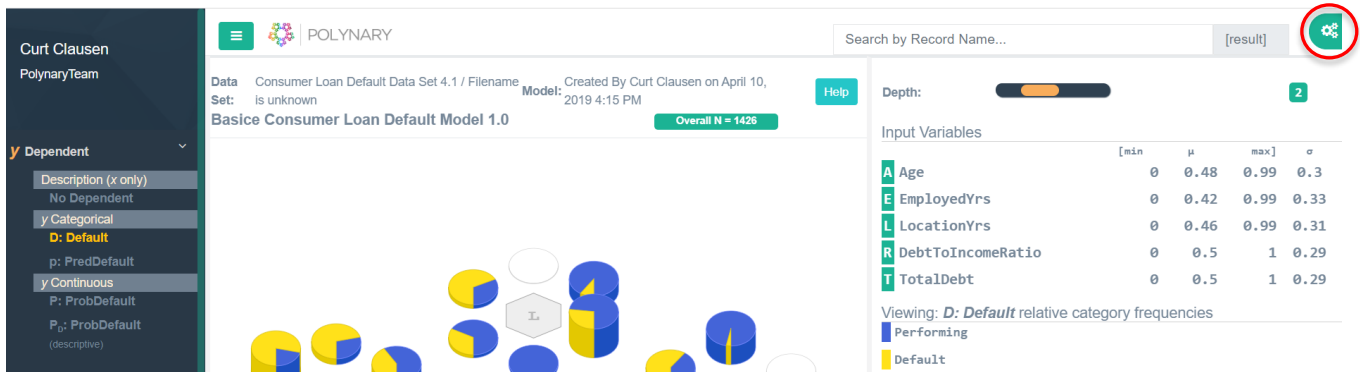 Curt Clausen
PolynaryTeam
y Dependent
Description (x only)
No Dependent
y Categorical
D: Default
p: PredDefault
y Continuous
P: ProbDefault
PD: ProbDefault
(descriptive)
POLYNARY
Search by Record Name...
[result]
Data Set: Consumer Loan Default Data Set 4.1 / Filename is unknown
Model: Created By Curt Clausen on April 10, 2019 4:15 PM
Help
Basice Consumer Loan Default Model 1.0
Overall N = 1426
L
Depth:
2
Input Variables
[min μ max] σ
A Age 0 0.48 0.99 0.3
E EmployedYrs 0 0.42 0.99 0.33
L LocationYrs 0 0.46 0.99 0.31
R DebtToIncomeRatio 0 0.5 1 0.29
T TotalDebt 0 0.5 1 0.29
Viewing: D: Default relative category frequencies
Performing
Default